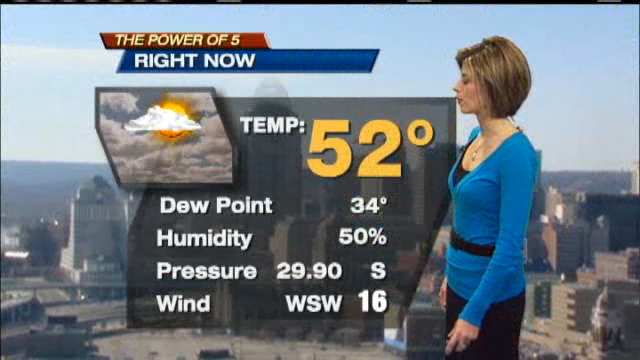 THE POWER OF 5
RIGHT NOW
TEMP: 52°
Dew Point 34°
Humidity 50%
Pressure 29.90 S
Wind WSW 16